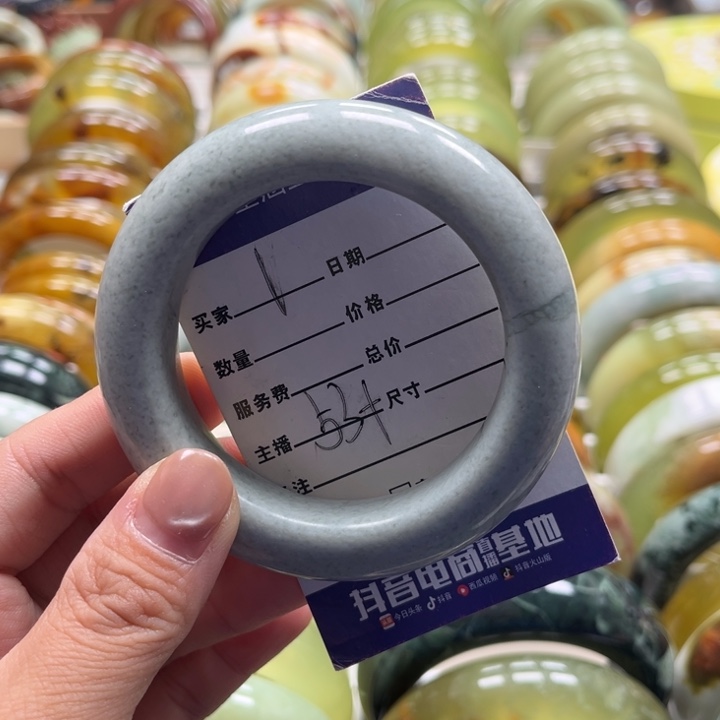 日期
买家
价格
数量
总价
服务费 534 尺寸
主播
注
抖音电商直播基地
今日头条 抖音 西瓜视频 抖音火山版